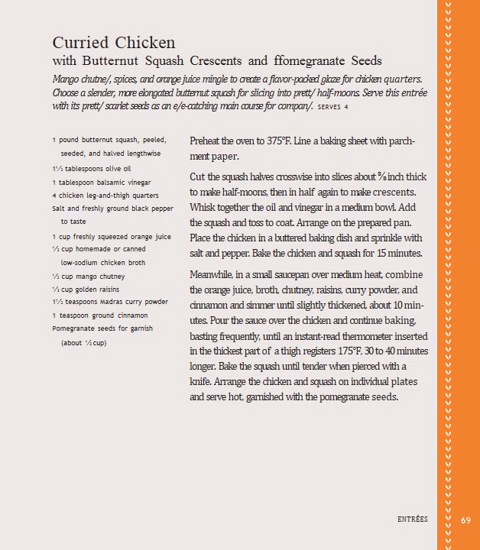 Curried Chicken
with Butternut Squash Crescents and ffomegranate Seeds
Mango chutne/, spices, and orange juice mingle to create a flavor-packed glaze for chicken quarters.
Choose a slender, more elongated butternut squash for slicing into prett/ half-moons. Serve this entrée
with its prett/ scarlet seeds as an e/e-catching main course for compan/. SERVES 4
1 pound butternut squash, peeled,
seeded, and halved lengthwise
1½ tablespoons olive oil
1 tablespoon balsamic vinegar
4 chicken leg-and-thigh quarters
Salt and freshly ground black pepper
to taste
1 cup freshly squeezed orange juice
½ cup homemade or canned
low-sodium chicken broth
½ cup mango chutney
½ cup golden raisins
1½ teaspoons Madras curry powder
1 teaspoon ground cinnamon
Pomegranate seeds for garnish
(about ½ cup)
Preheat the oven to 375°F. Line a baking sheet with parch-
ment paper.
Cut the squash halves crosswise into slices about ⅝ inch thick
to make half-moons, then in half again to make crescents.
Whisk together the oil and vinegar in a medium bowl. Add
the squash and toss to coat. Arrange on the prepared pan.
Place the chicken in a buttered baking dish and sprinkle with
salt and pepper. Bake the chicken and squash for 15 minutes.
Meanwhile, in a small saucepan over medium heat, combine
the orange juice, broth, chutney, raisins, curry powder, and
cinnamon and simmer until slightly thickened, about 10 min-
utes. Pour the sauce over the chicken and continue baking,
basting frequently, until an instant-read thermometer inserted
in the thickest part of a thigh registers 175°F, 30 to 40 minutes
longer. Bake the squash until tender when pierced with a
knife. Arrange the chicken and squash on individual plates
and serve hot, garnished with the pomegranate seeds.
ENTRÉES
69